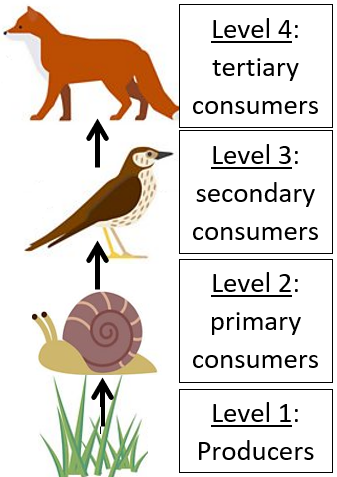 Level 4:
tertiary
consumers
Level 3:
secondary
consumers
Level 2:
primary
consumers
Level 1:
Producers